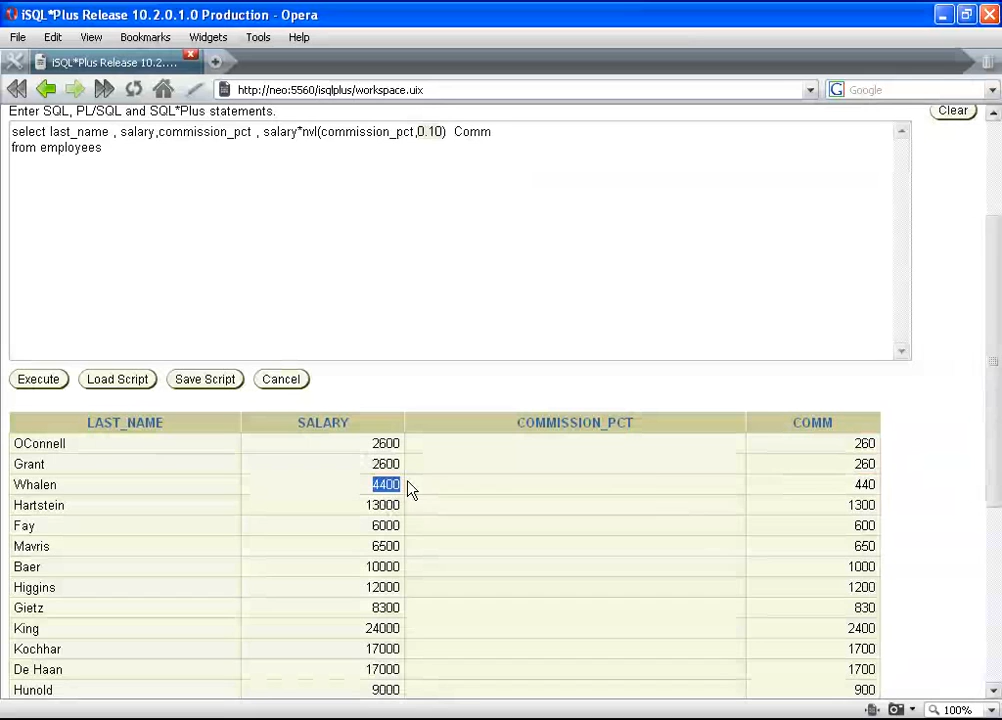 iSQL*Plus Release 10.2.0.1.0 Production - Opera
File Edit View Bookmarks Widgets Tools Help
iSQL*Plus Release 10.2....
http://neo:5560/isqlplus/workspace.uix Google
Enter SQL, PL/SQL and SQL*Plus statements. Clear
select last_name , salary,commission_pct , salary*nvl(commission_pct,0.10) Comm
from employees
Execute Load Script Save Script Cancel
LAST_NAME SALARY COMMISSION_PCT COMM
OConnell 2600 260
Grant 2600 260
Whalen 4400 440
Hartstein 13000 1300
Fay 6000 600
Mavris 6500 650
Baer 10000 1000
Higgins 12000 1200
Gietz 8300 830
King 24000 2400
Kochhar 17000 1700
De Haan 17000 1700
Hunold 9000 900
100%